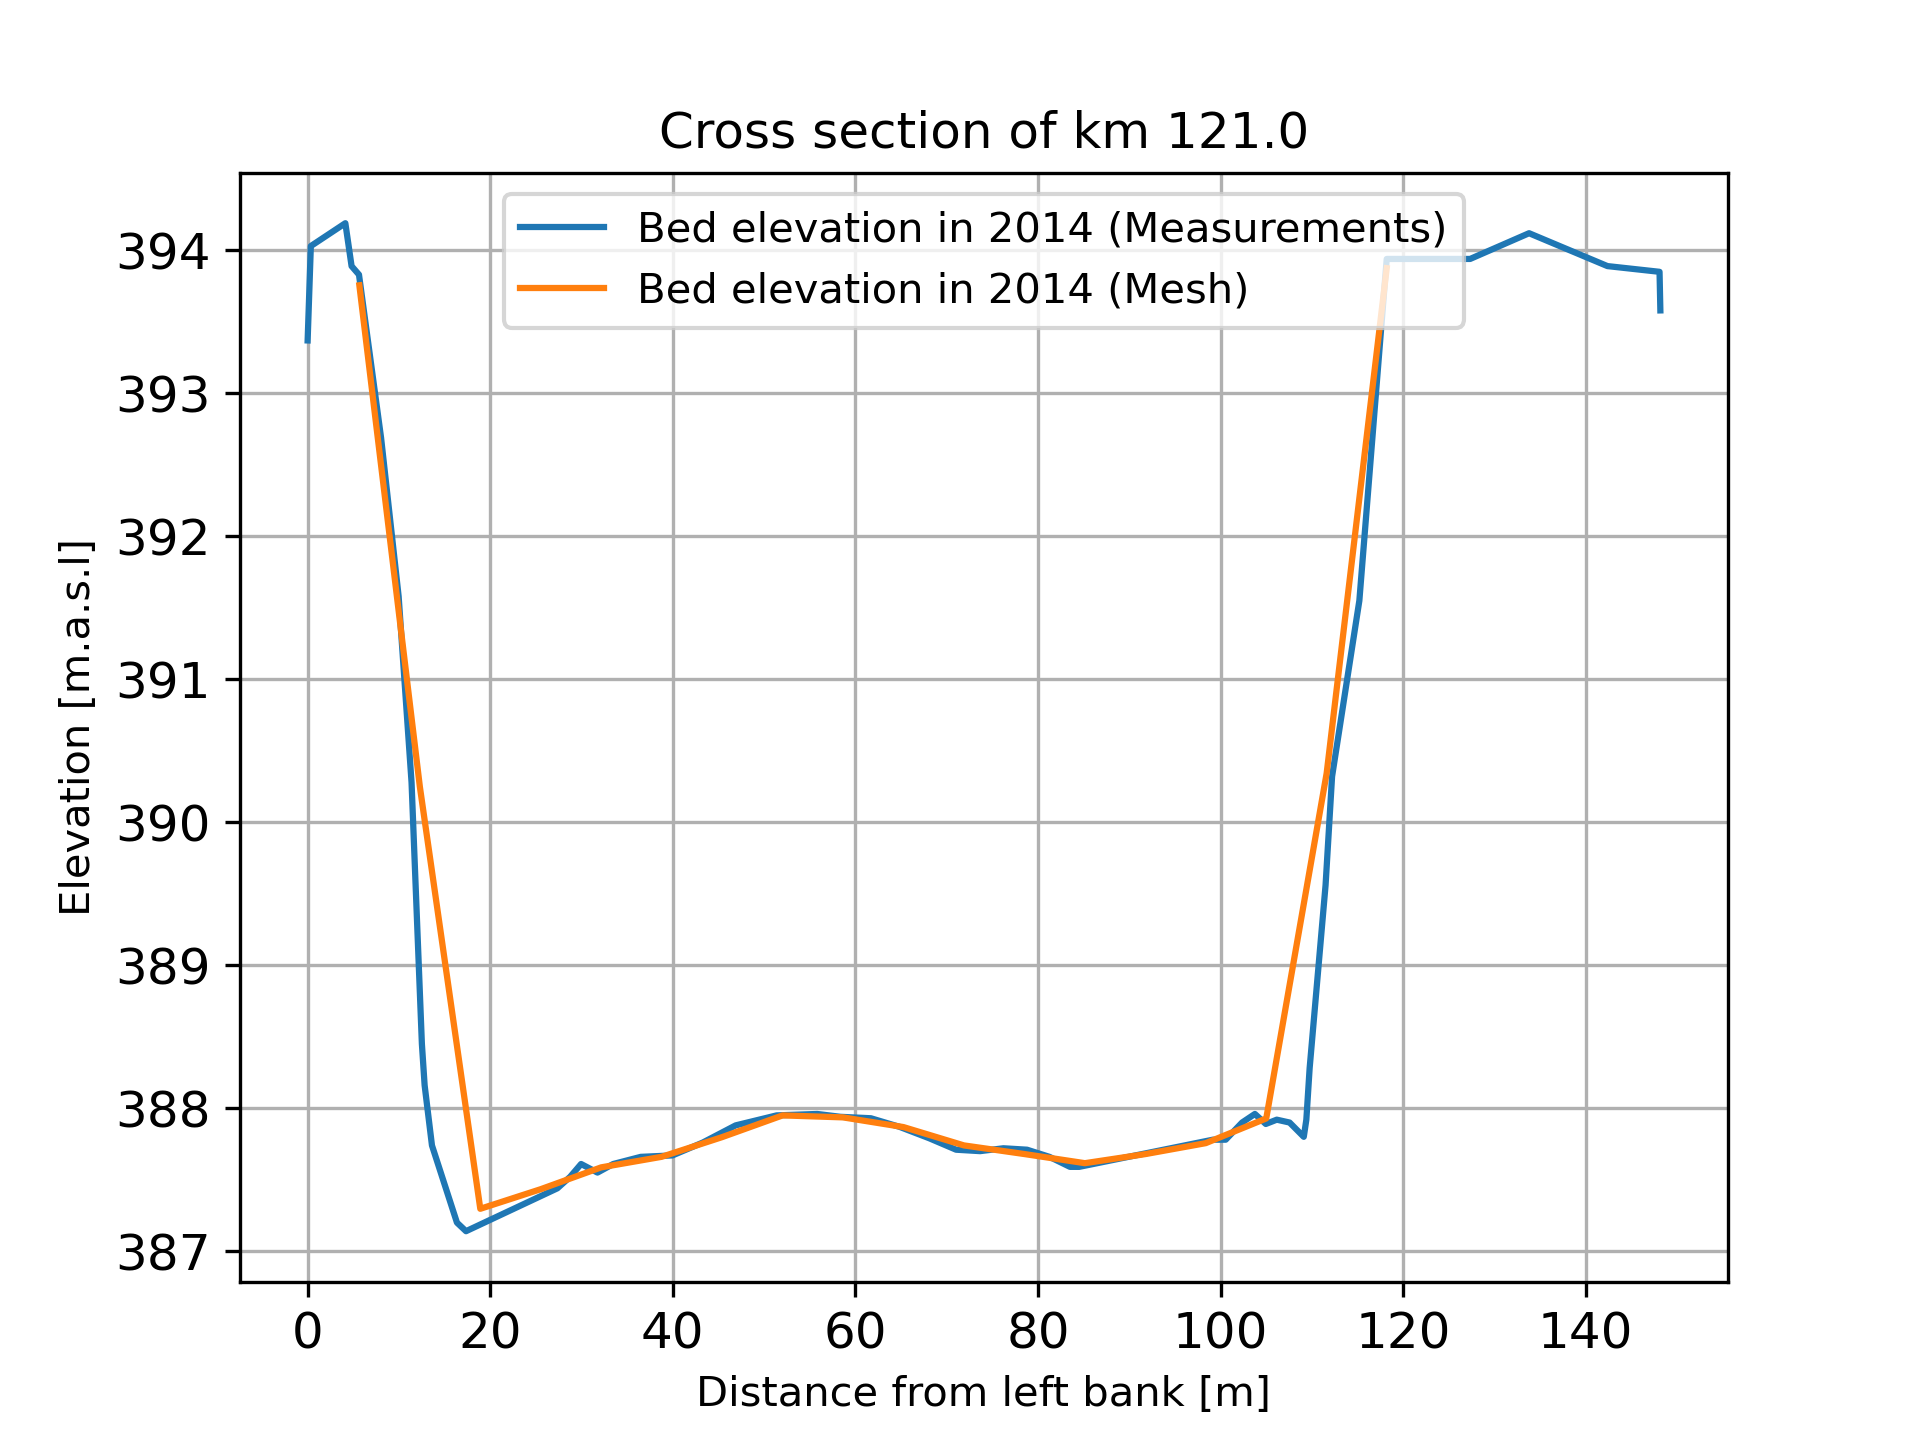 Cross section of km 121.0
Bed elevation in 2014 (Measurements)
Bed elevation in 2014 (Mesh)
394
393
392
391
390
389
388
387
Elevation [m.a.s.l]
0 20 40 60 80 100 120 140
Distance from left bank [m]